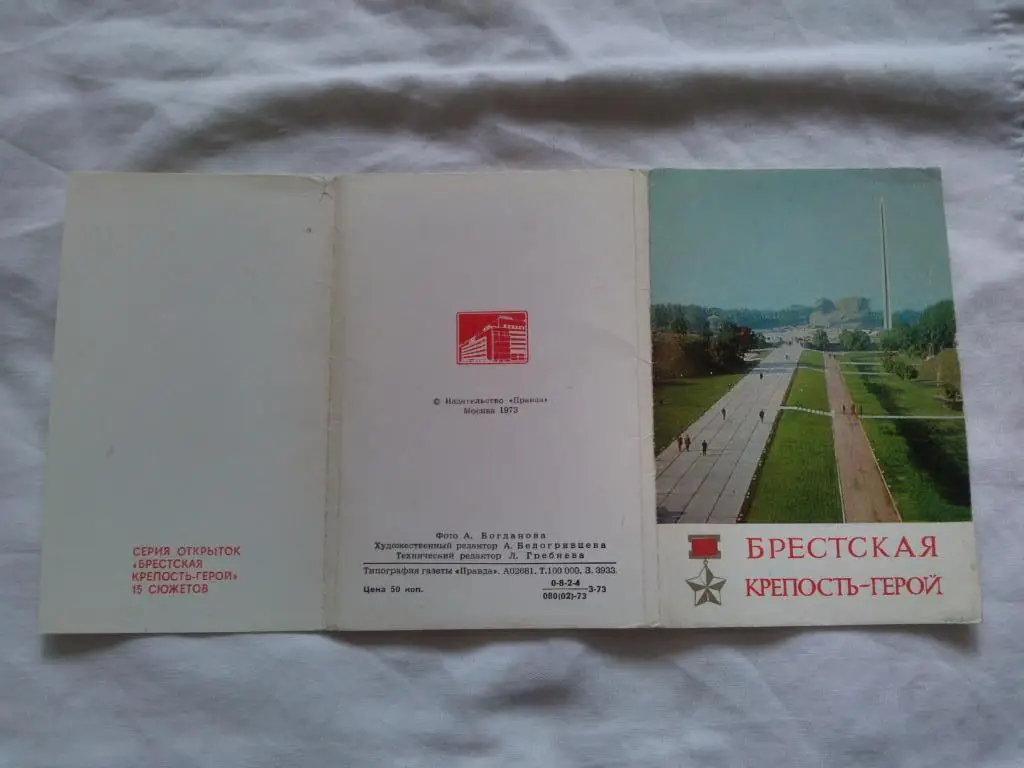 СЕРИЯ ОТКРЫТОК
«БРЕСТСКАЯ
КРЕПОСТЬ-ГЕРОЙ»
15 СЮЖЕТОВ
© Издательство «Правда»
Москва 1973
Фото А. Богданова
Художественный редактор А. Белогривцева
Технический редактор Л. Гребнева
Типография газеты «Правда». А02681. Т.100 000. З. 3933.
Цена 50 коп.
0-8-2-4
080(02)-73
3-73
БРЕСТСКАЯ
КРЕПОСТЬ-ГЕРОЙ